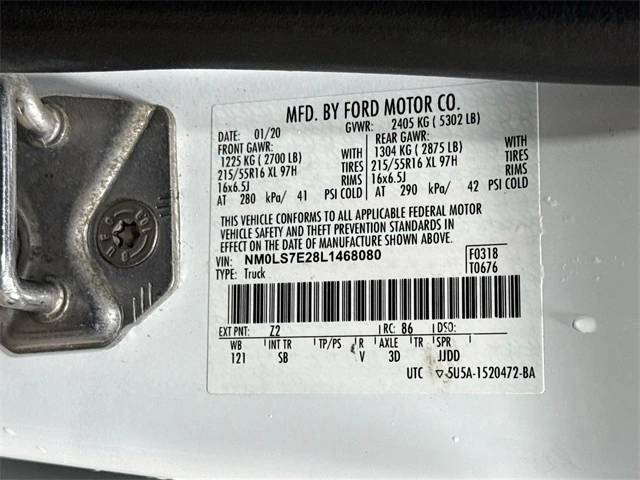 MFD. BY FORD MOTOR CO.
DATE: 01/20 GVWR: 2405 KG ( 5302 LB)
FRONT GAWR: REAR GAWR:
1225 KG ( 2700 LB) WITH 1304 KG ( 2875 LB) WITH
215/55R16 XL 97H TIRES 215/55R16 XL 97H TIRES
16x6.5J RIMS 16x6.5J RIMS
AT 280 kPa/ 41 PSI COLD AT 290 kPa/ 42 PSI COLD
THIS VEHICLE CONFORMS TO ALL APPLICABLE FEDERAL MOTOR
VEHICLE SAFETY AND THEFT PREVENTION STANDARDS IN
EFFECT ON THE DATE OF MANUFACTURE SHOWN ABOVE.
VIN: NM0LS7E28L1468080 F0318
TYPE: Truck T0676
EXT PNT: Z2 RC: 86 DSO:
WB INT TR TP/PS R AXLE TR SPR
121 SB V 3D JJDD
UTC ▽5U5A-1520472-BA